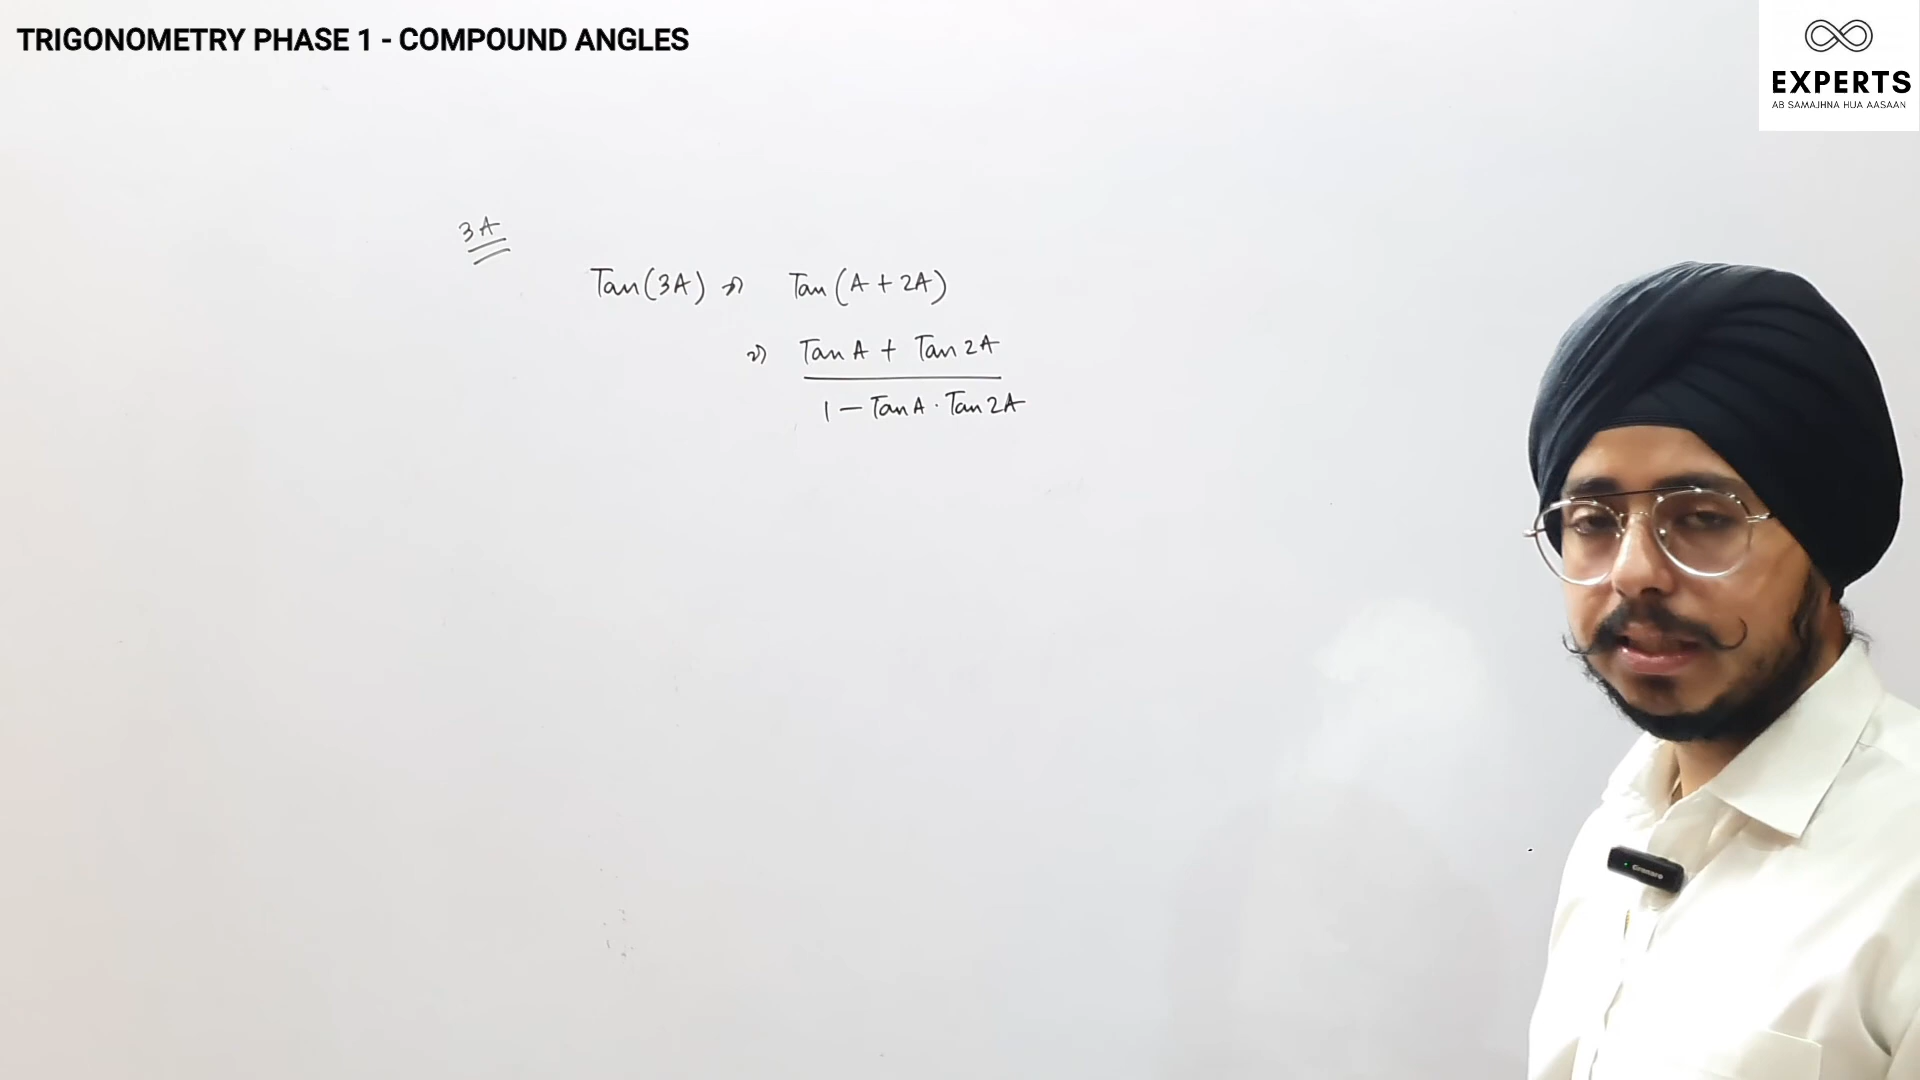 TRIGONOMETRY PHASE 1 - COMPOUND ANGLES
EXPERTS
AB SAMAJHNA HUA AASAAN
3A
Tan(3A) ⇒ Tan(A + 2A)
⇒ Tan A + Tan 2A
1 - Tan A · Tan 2A